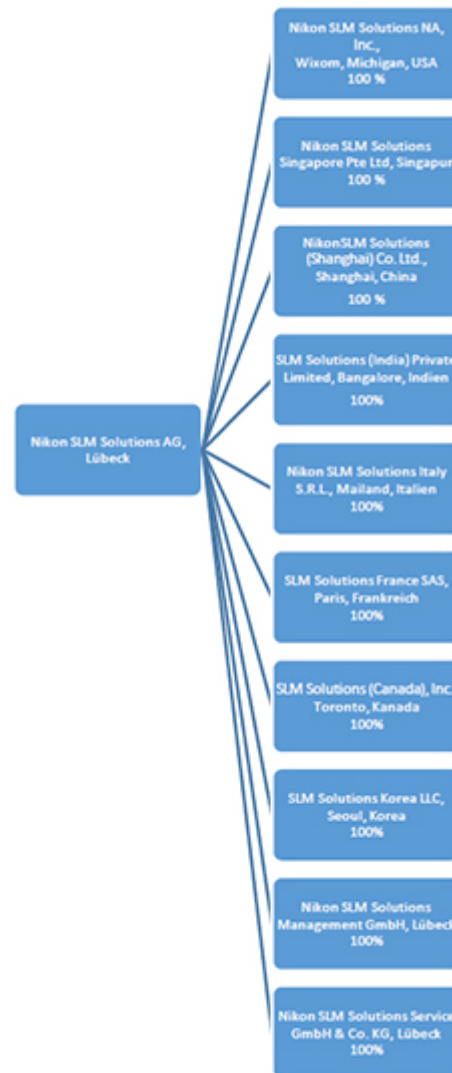 Nikon SLM Solutions NA,
Inc.,
Wixom, Michigan, USA
100 %
Nikon SLM Solutions
Singapore Pte Ltd, Singapur
100 %
NikonSLM Solutions
(Shanghai) Co. Ltd.,
Shanghai, China
100 %
SLM Solutions (India) Private
Limited, Bangalore, Indien
100%
Nikon SLM Solutions AG,
Lübeck
Nikon SLM Solutions Italy
S.R.L., Mailand, Italien
100%
SLM Solutions France SAS,
Paris, Frankreich
100%
SLM Solutions (Canada), Inc.
Toronto, Kanada
100%
SLM Solutions Korea LLC,
Seoul, Korea
100%
Nikon SLM Solutions
Management GmbH, Lübeck
100%
Nikon SLM Solutions Service
GmbH & Co. KG, Lübeck
100%